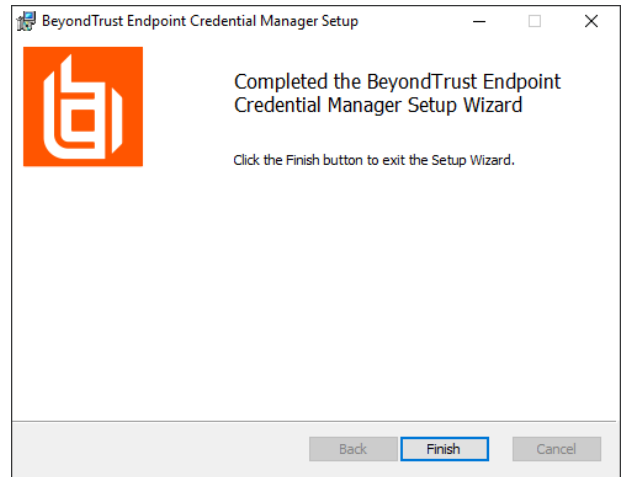 BeyondTrust Endpoint Credential Manager Setup
Completed the BeyondTrust Endpoint
Credential Manager Setup Wizard
Click the Finish button to exit the Setup Wizard.
Back Finish Cancel